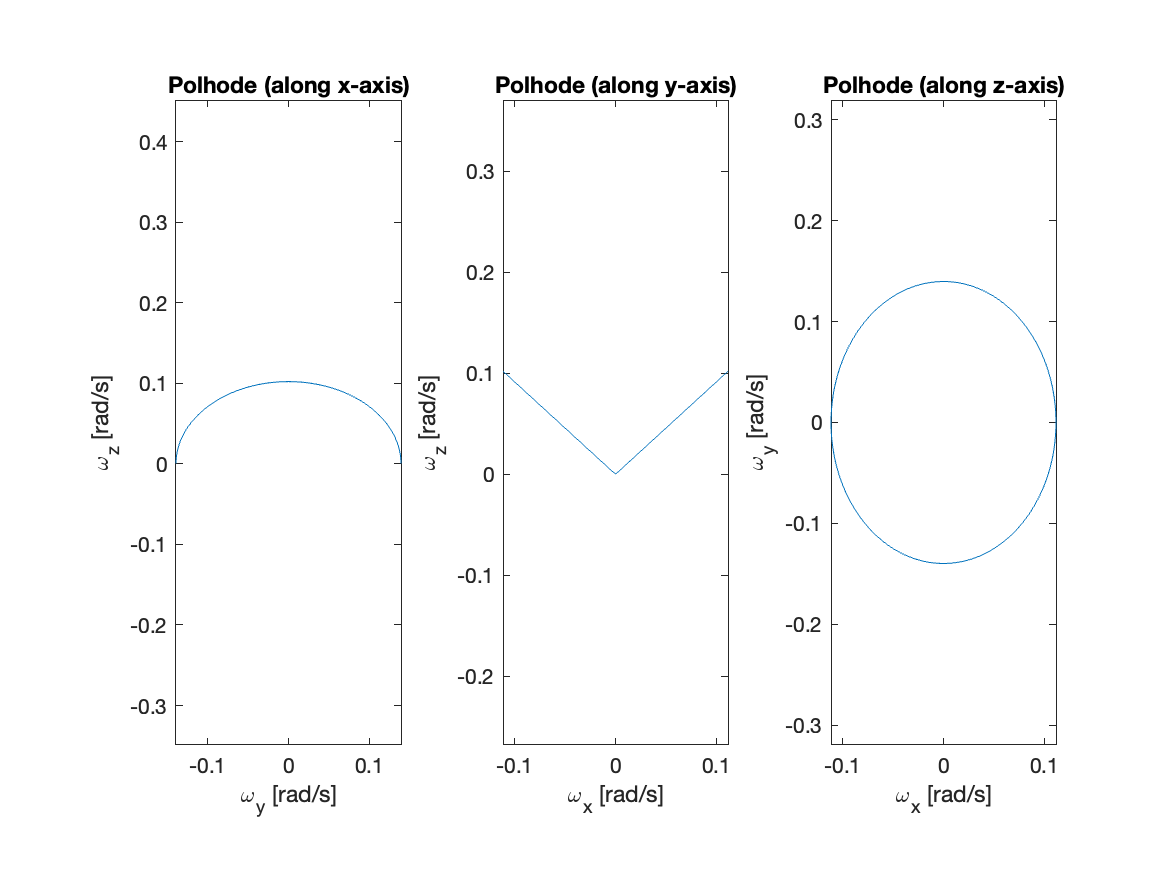 Polhode (along x-axis)
0.4
0.3
0.2
0.1
0
-0.1
-0.2
-0.3
ω_z [rad/s]
-0.1 0 0.1
ω_y [rad/s]
Polhode (along y-axis)
0.3
0.2
0.1
0
-0.1
-0.2
ω_z [rad/s]
-0.1 0 0.1
ω_x [rad/s]
Polhode (along z-axis)
0.3
0.2
0.1
0
-0.1
-0.2
-0.3
ω_y [rad/s]
-0.1 0 0.1
ω_x [rad/s]